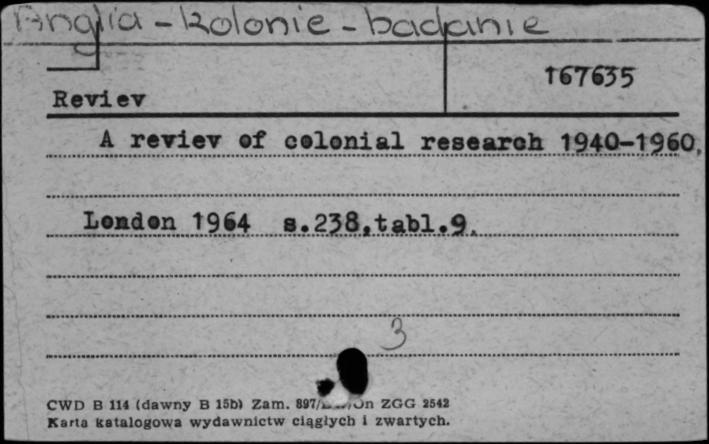 Anglia - kolonie - badanie
167635
Reviev
A reviev of colonial research 1940-1960,
London 1964 s.238,tabl.9.
3
CWD B 114 (dawny B 15b) Zam. 897/ ZGG 2542
Karta katalogowa wydawnictw ciągłych i zwartych.